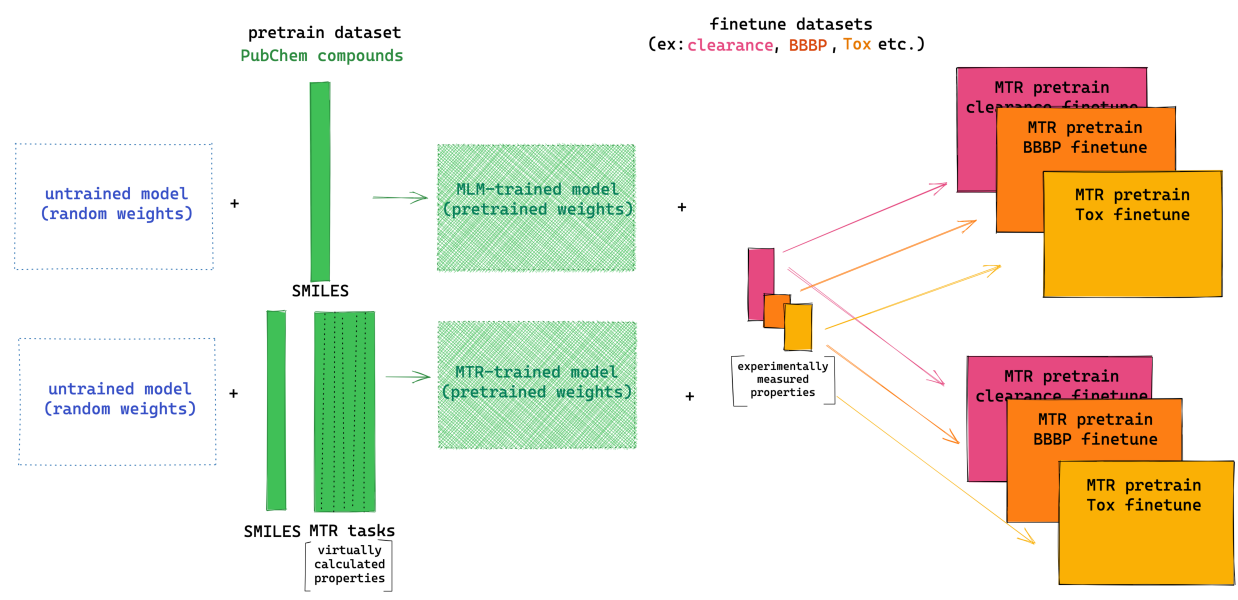 pretrain dataset
PubChem compounds
finetune datasets
(ex: clearance, BBBP, Tox etc.)
untrained model
(random weights)
+
SMILES
MLM-trained model
(pretrained weights)
+
MTR pretrain
clearance finetune
MTR pretrain
BBBP finetune
MTR pretrain
Tox finetune
untrained model
(random weights)
+
SMILES MTR tasks
virtually
calculated
properties
MTR-trained model
(pretrained weights)
+
experimentally
measured
properties
MTR pretrain
clearance finetune
MTR pretrain
BBBP finetune
MTR pretrain
Tox finetune